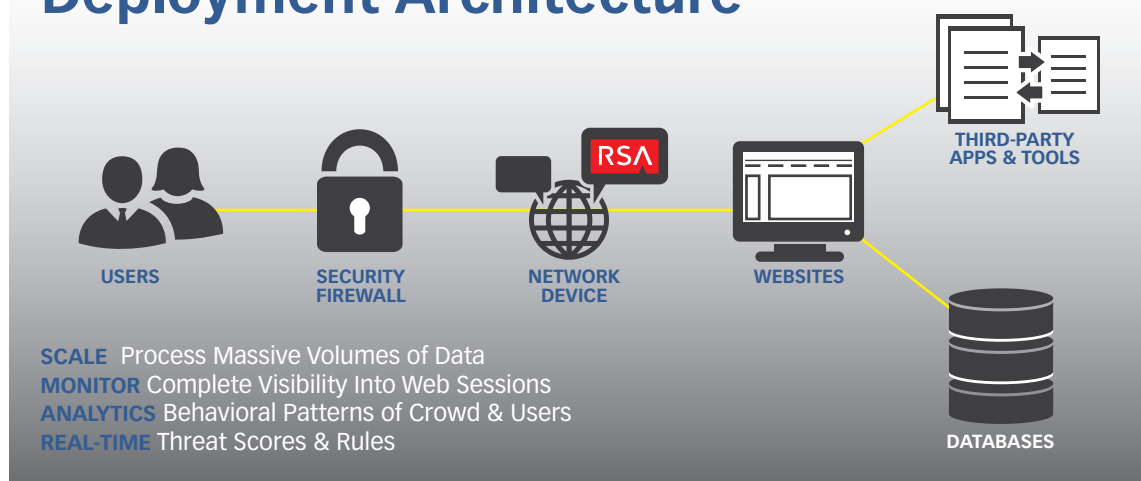 Deployment Architecture
RSA
THIRD-PARTY
APPS & TOOLS
USERS
SECURITY
FIREWALL
NETWORK
DEVICE
WEBSITES
SCALE Process Massive Volumes of Data
MONITOR Complete Visibility Into Web Sessions
ANALYTICS Behavioral Patterns of Crowd & Users
REAL-TIME Threat Scores & Rules
DATABASES